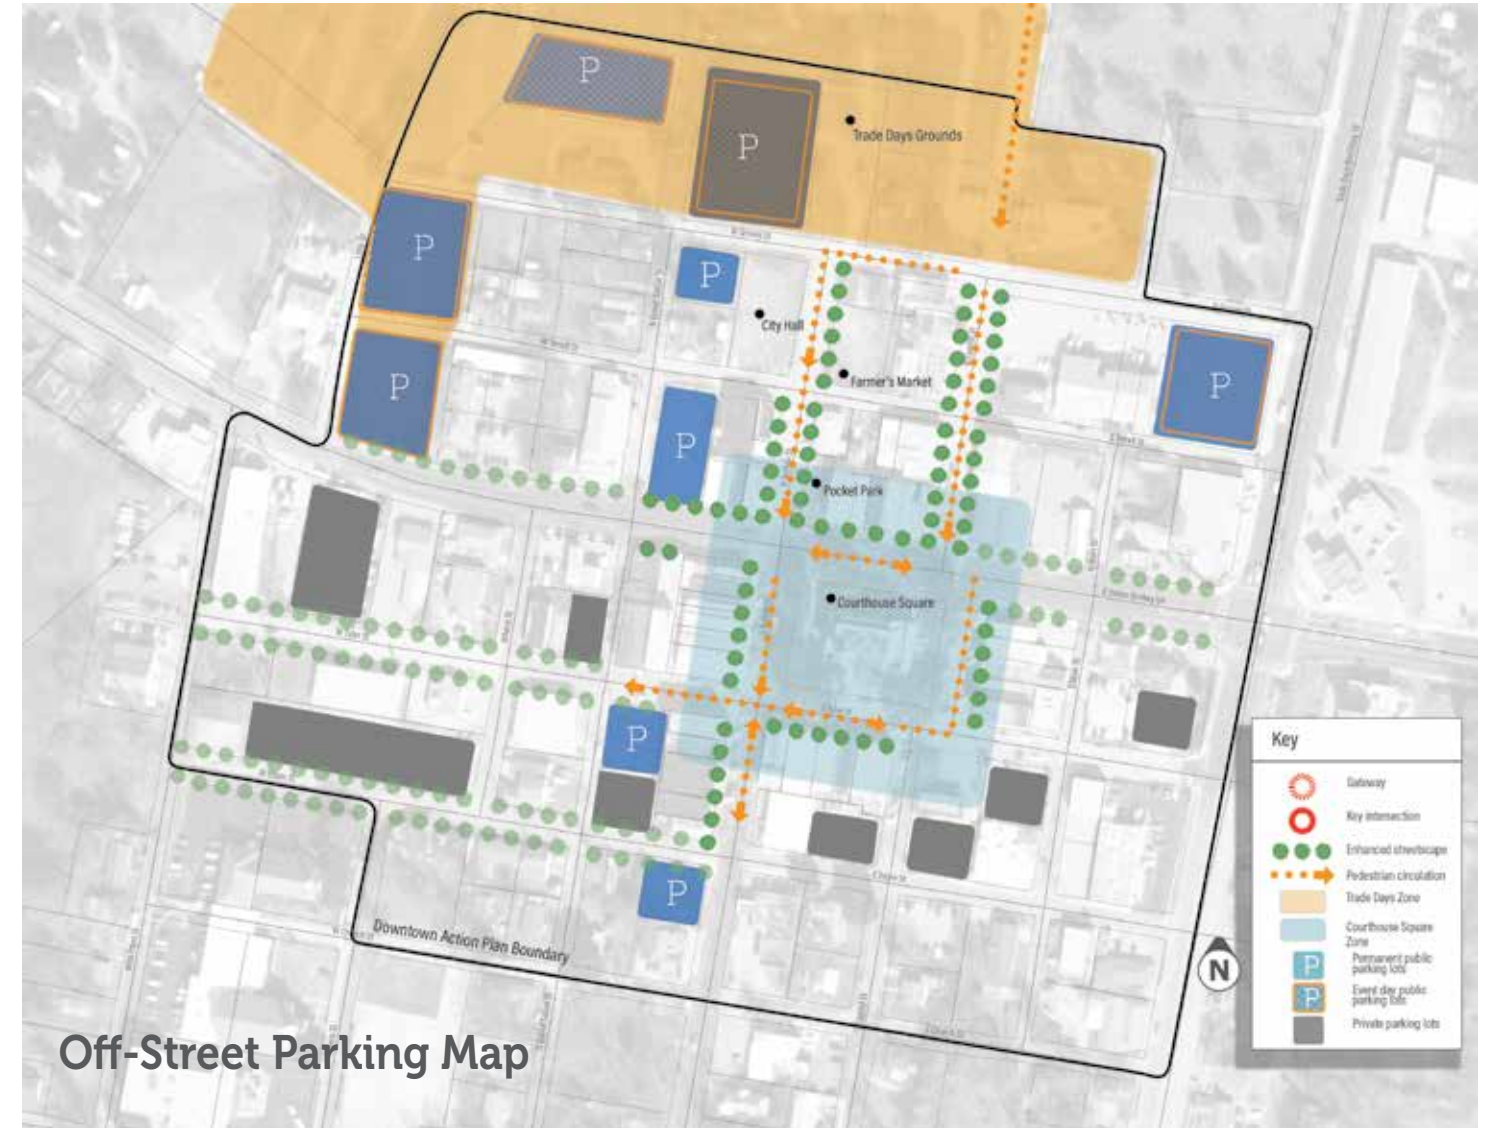 P
P
Trade Days Grounds
P
P
City Hall
P
Farmer's Market
P
P
Pocket Park
Courthouse Square
P
P
Downtown Action Plan Boundary
N
Key
Gateway
Key intersection
Enhanced streetscape
Pedestrian circulation
Trade Days Zone
Courthouse Square
Zone
P
Permanent public
parking lots
P
Event day public
parking lots
Private parking lots
Off-Street Parking Map